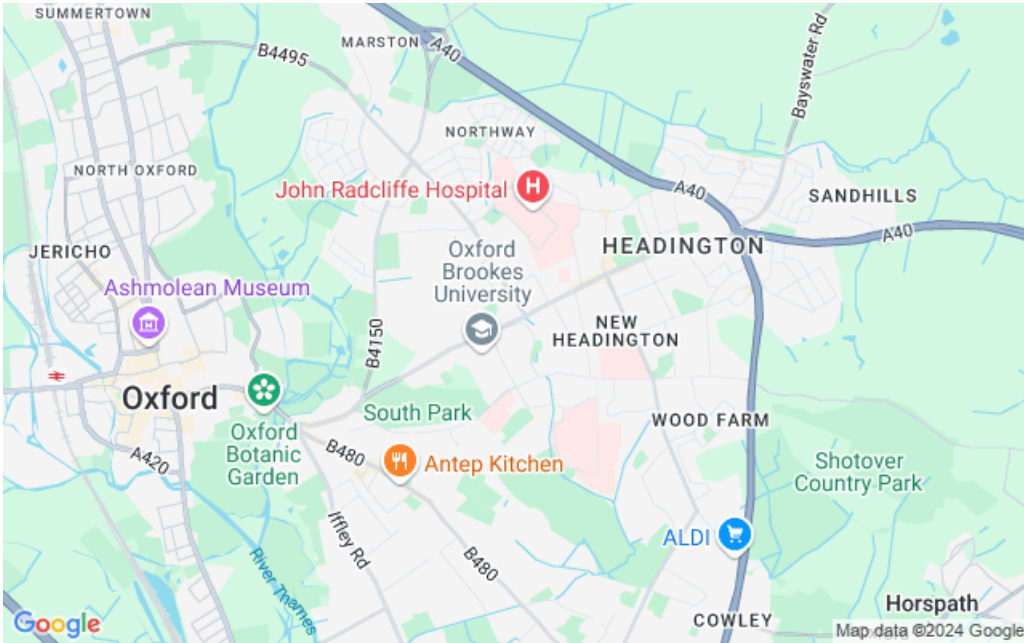 SUMMERTOWN
B4495
MARSTON
A40
Bayswater Rd
NORTHWAY
NORTH OXFORD
John Radcliffe Hospital
H
A40
SANDHILLS
A40
JERICHO
Oxford
Brookes
University
HEADINGTON
Ashmolean Museum
B4150
NEW
HEADINGTON
Oxford
South Park
WOOD FARM
Oxford
Botanic
Garden
A420
B480
Antep Kitchen
Shotover
Country Park
Iffley Rd
ALDI
River Thames
B480
Horspath
COWLEY
Google
Map data ©2024 Google